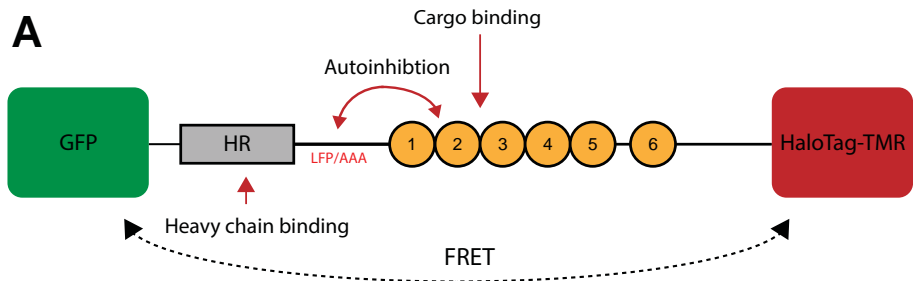 A
Cargo binding
Autoinhibtion
GFP
HR
LFP/AAA
1 2 3 4 5 6
HaloTag-TMR
Heavy chain binding
FRET